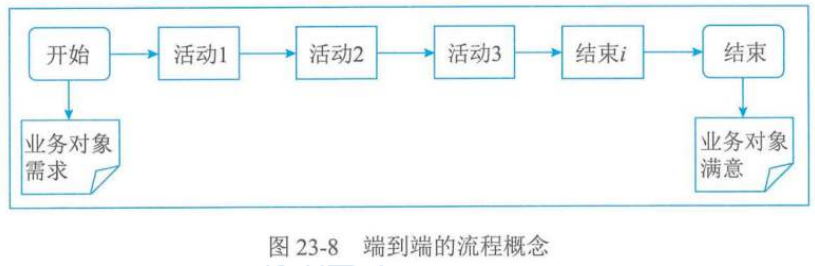 开始
活动1
活动2
活动3
结束i
结束
业务对象
需求
业务对象
满意
图 23-8 端到端的流程概念